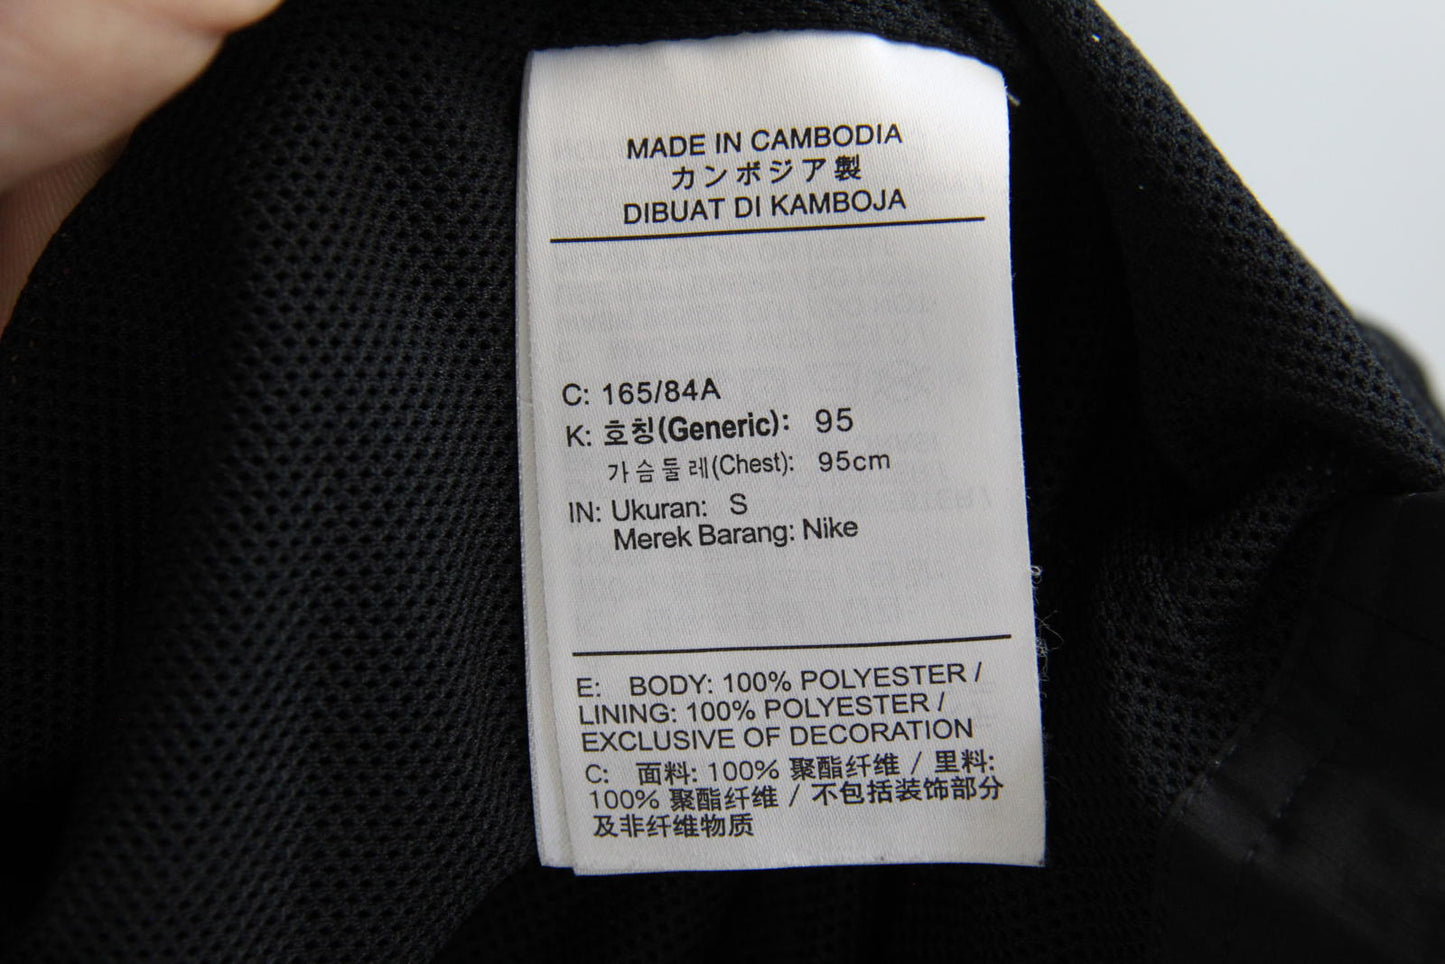 MADE IN CAMBODIA
カンボジア製
DIBUAT DI KAMBOJA
C: 165/84A
K: 호칭(Generic): 95
가슴둘레(Chest): 95cm
IN: Ukuran: S
Merek Barang: Nike
E: BODY: 100% POLYESTER /
LINING: 100% POLYESTER /
EXCLUSIVE OF DECORATION
C: 面料: 100% 聚酯纤维 / 里料:
100% 聚酯纤维 / 不包括装饰部分
及非纤维物质